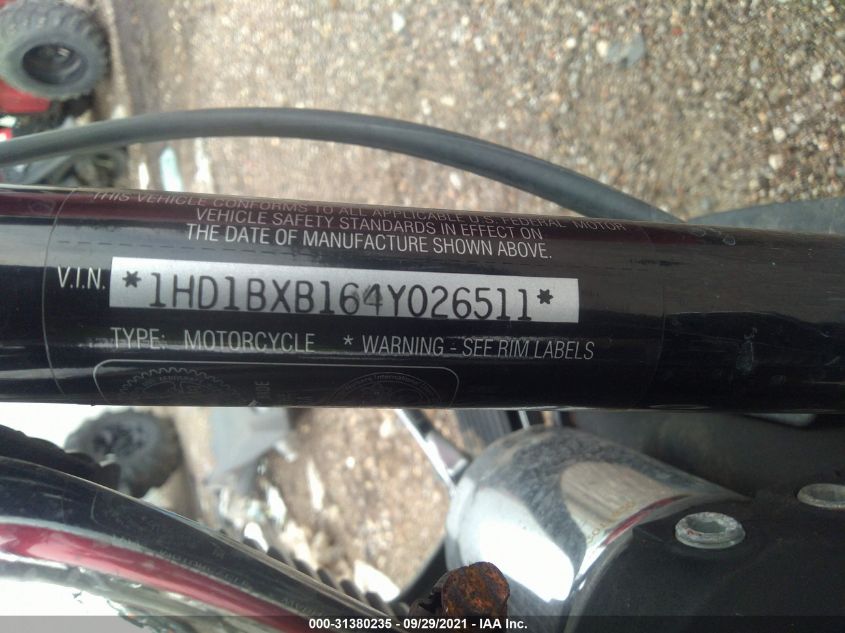 THIS VEHICLE CONFORMS TO ALL APPLICABLE U.S. FEDERAL MOTOR
VEHICLE SAFETY STANDARDS IN EFFECT ON
THE DATE OF MANUFACTURE SHOWN ABOVE.
V.I.N. *1HD1BXB164Y026511*
TYPE: MOTORCYCLE * WARNING - SEE RIM LABELS
000-31380235 - 09/29/2021 - IAA Inc.